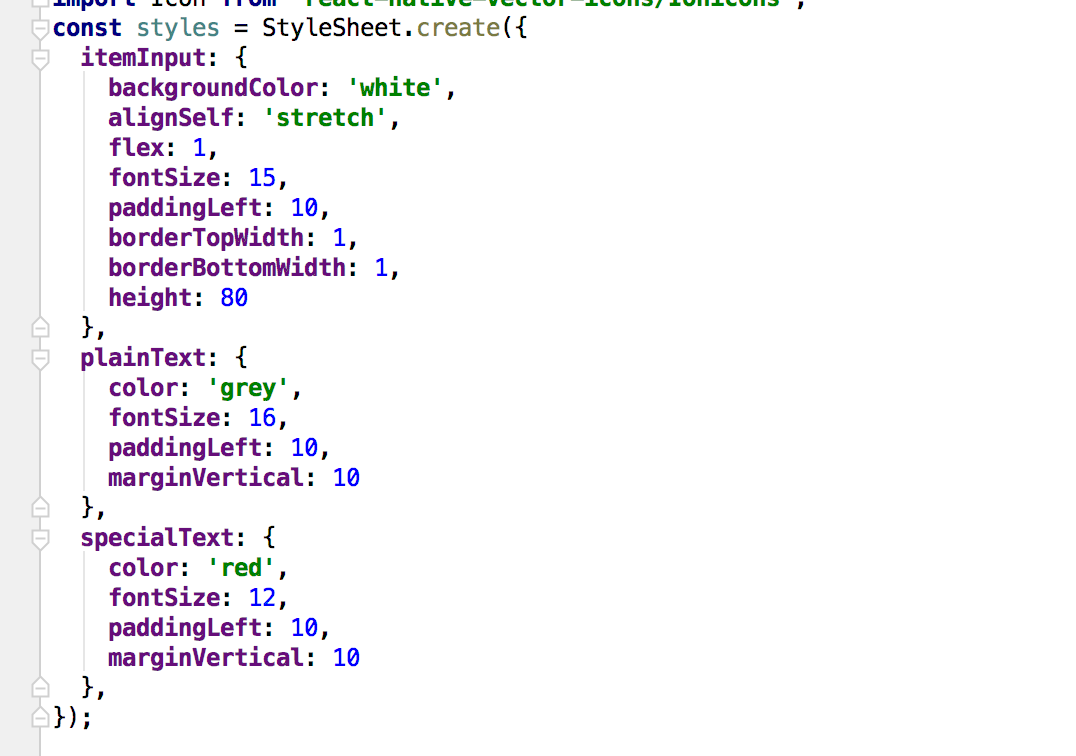 import Icon from 'react-native-vector-icons/Ionicons';
const styles = StyleSheet.create({
  itemInput: {
    backgroundColor: 'white',
    alignSelf: 'stretch',
    flex: 1,
    fontSize: 15,
    paddingLeft: 10,
    borderTopWidth: 1,
    borderBottomWidth: 1,
    height: 80
  },
  plainText: {
    color: 'grey',
    fontSize: 16,
    paddingLeft: 10,
    marginVertical: 10
  },
  specialText: {
    color: 'red',
    fontSize: 12,
    paddingLeft: 10,
    marginVertical: 10
  },
});